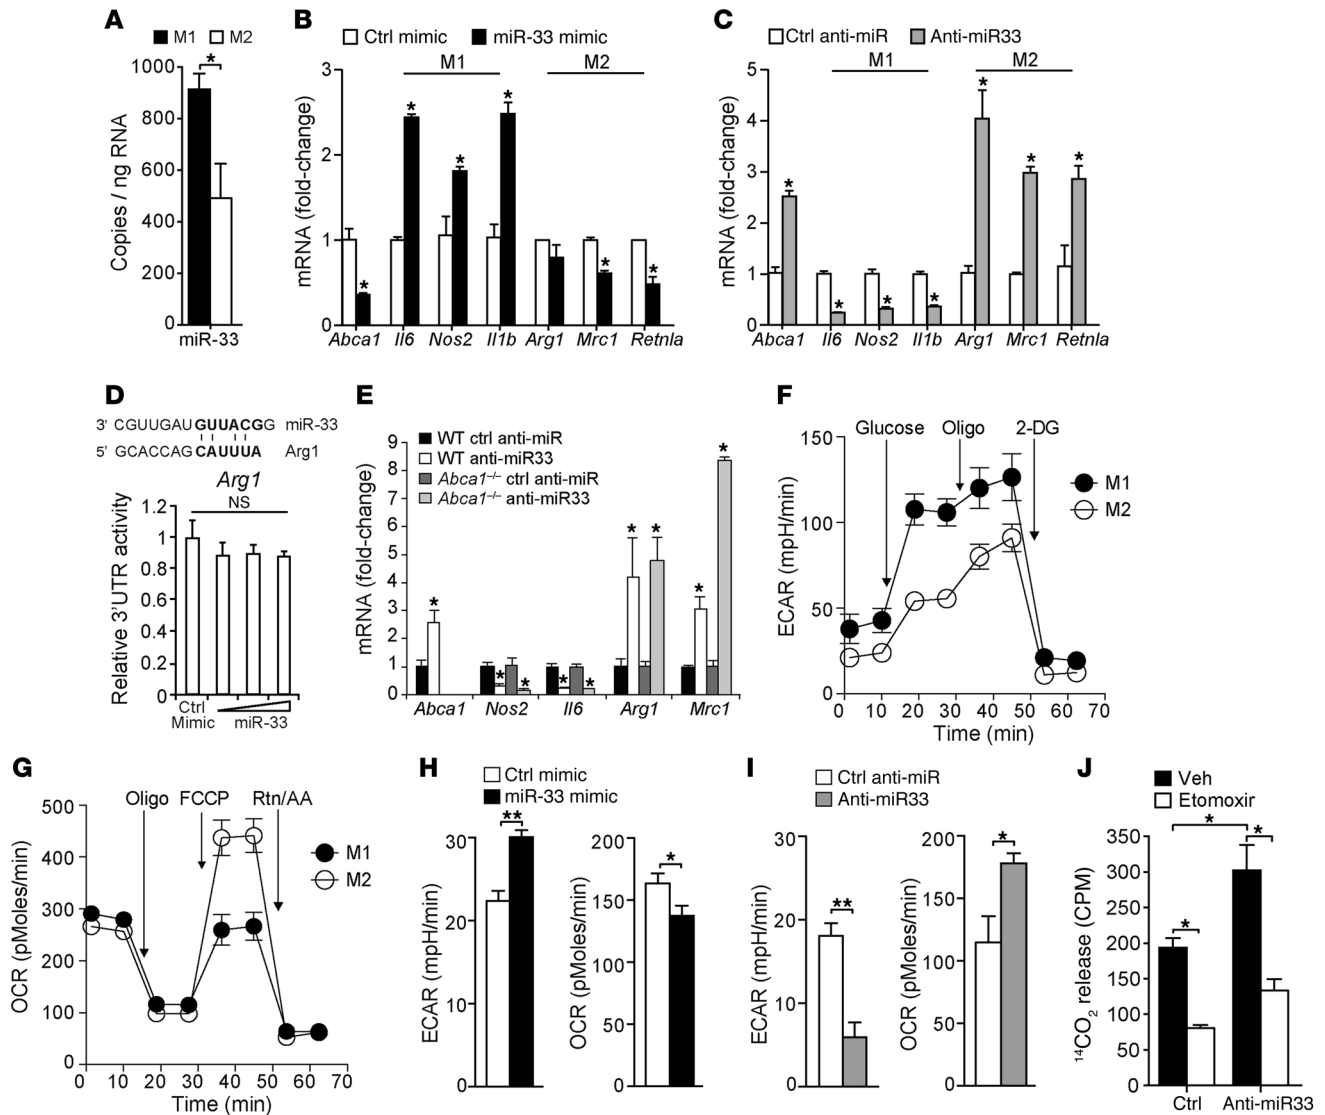 A
M1 M2
*
1000
800
600
400
200
0
Copies / ng RNA
miR-33
B
Ctrl mimic miR-33 mimic
M1 M2
3
2
1
0
mRNA (fold-change)
* * * * * *
Abca1 Il6 Nos2 Il1b Arg1 Mrc1 Retnla
C
Ctrl anti-miR Anti-miR33
M1 M2
5
4
3
2
1
0
mRNA (fold-change)
* * * * * * *
Abca1 Il6 Nos2 Il1b Arg1 Mrc1 Retnla
D
3' CGUUGAUGUUACGG miR-33
5' GCACCAGCAUUUA Arg1
Arg1
NS
1.2
1
0.8
0.6
0.4
0.2
0
Relative 3'UTR activity
Ctrl
Mimic miR-33
E
WT ctrl anti-miR
WT anti-miR33
Abca1–/– ctrl anti-miR
Abca1–/– anti-miR33
9
8
7
6
5
4
3
2
1
0
mRNA (fold-change)
* * * * * * * * *
Abca1 Nos2 Il6 Arg1 Mrc1
F
Glucose Oligo 2-DG
150
100
50
0
ECAR (mpH/min)
M1
M2
0 10 20 30 40 50 60 70
Time (min)
G
Oligo FCCP Rtn/AA
500
400
300
200
100
0
OCR (pMoles/min)
M1
M2
0 10 20 30 40 50 60 70
Time (min)
H
Ctrl mimic
miR-33 mimic
**
30
20
10
0
ECAR (mpH/min)
*
200
150
100
50
0
OCR (pMoles/min)
I
Ctrl anti-miR
Anti-miR33
**
30
20
10
0
ECAR (mpH/min)
*
200
150
100
50
0
OCR (pMoles/min)
J
Veh
Etomoxir
* * *
350
300
250
200
150
100
50
0
14CO2 release (CPM)
Ctrl Anti-miR33